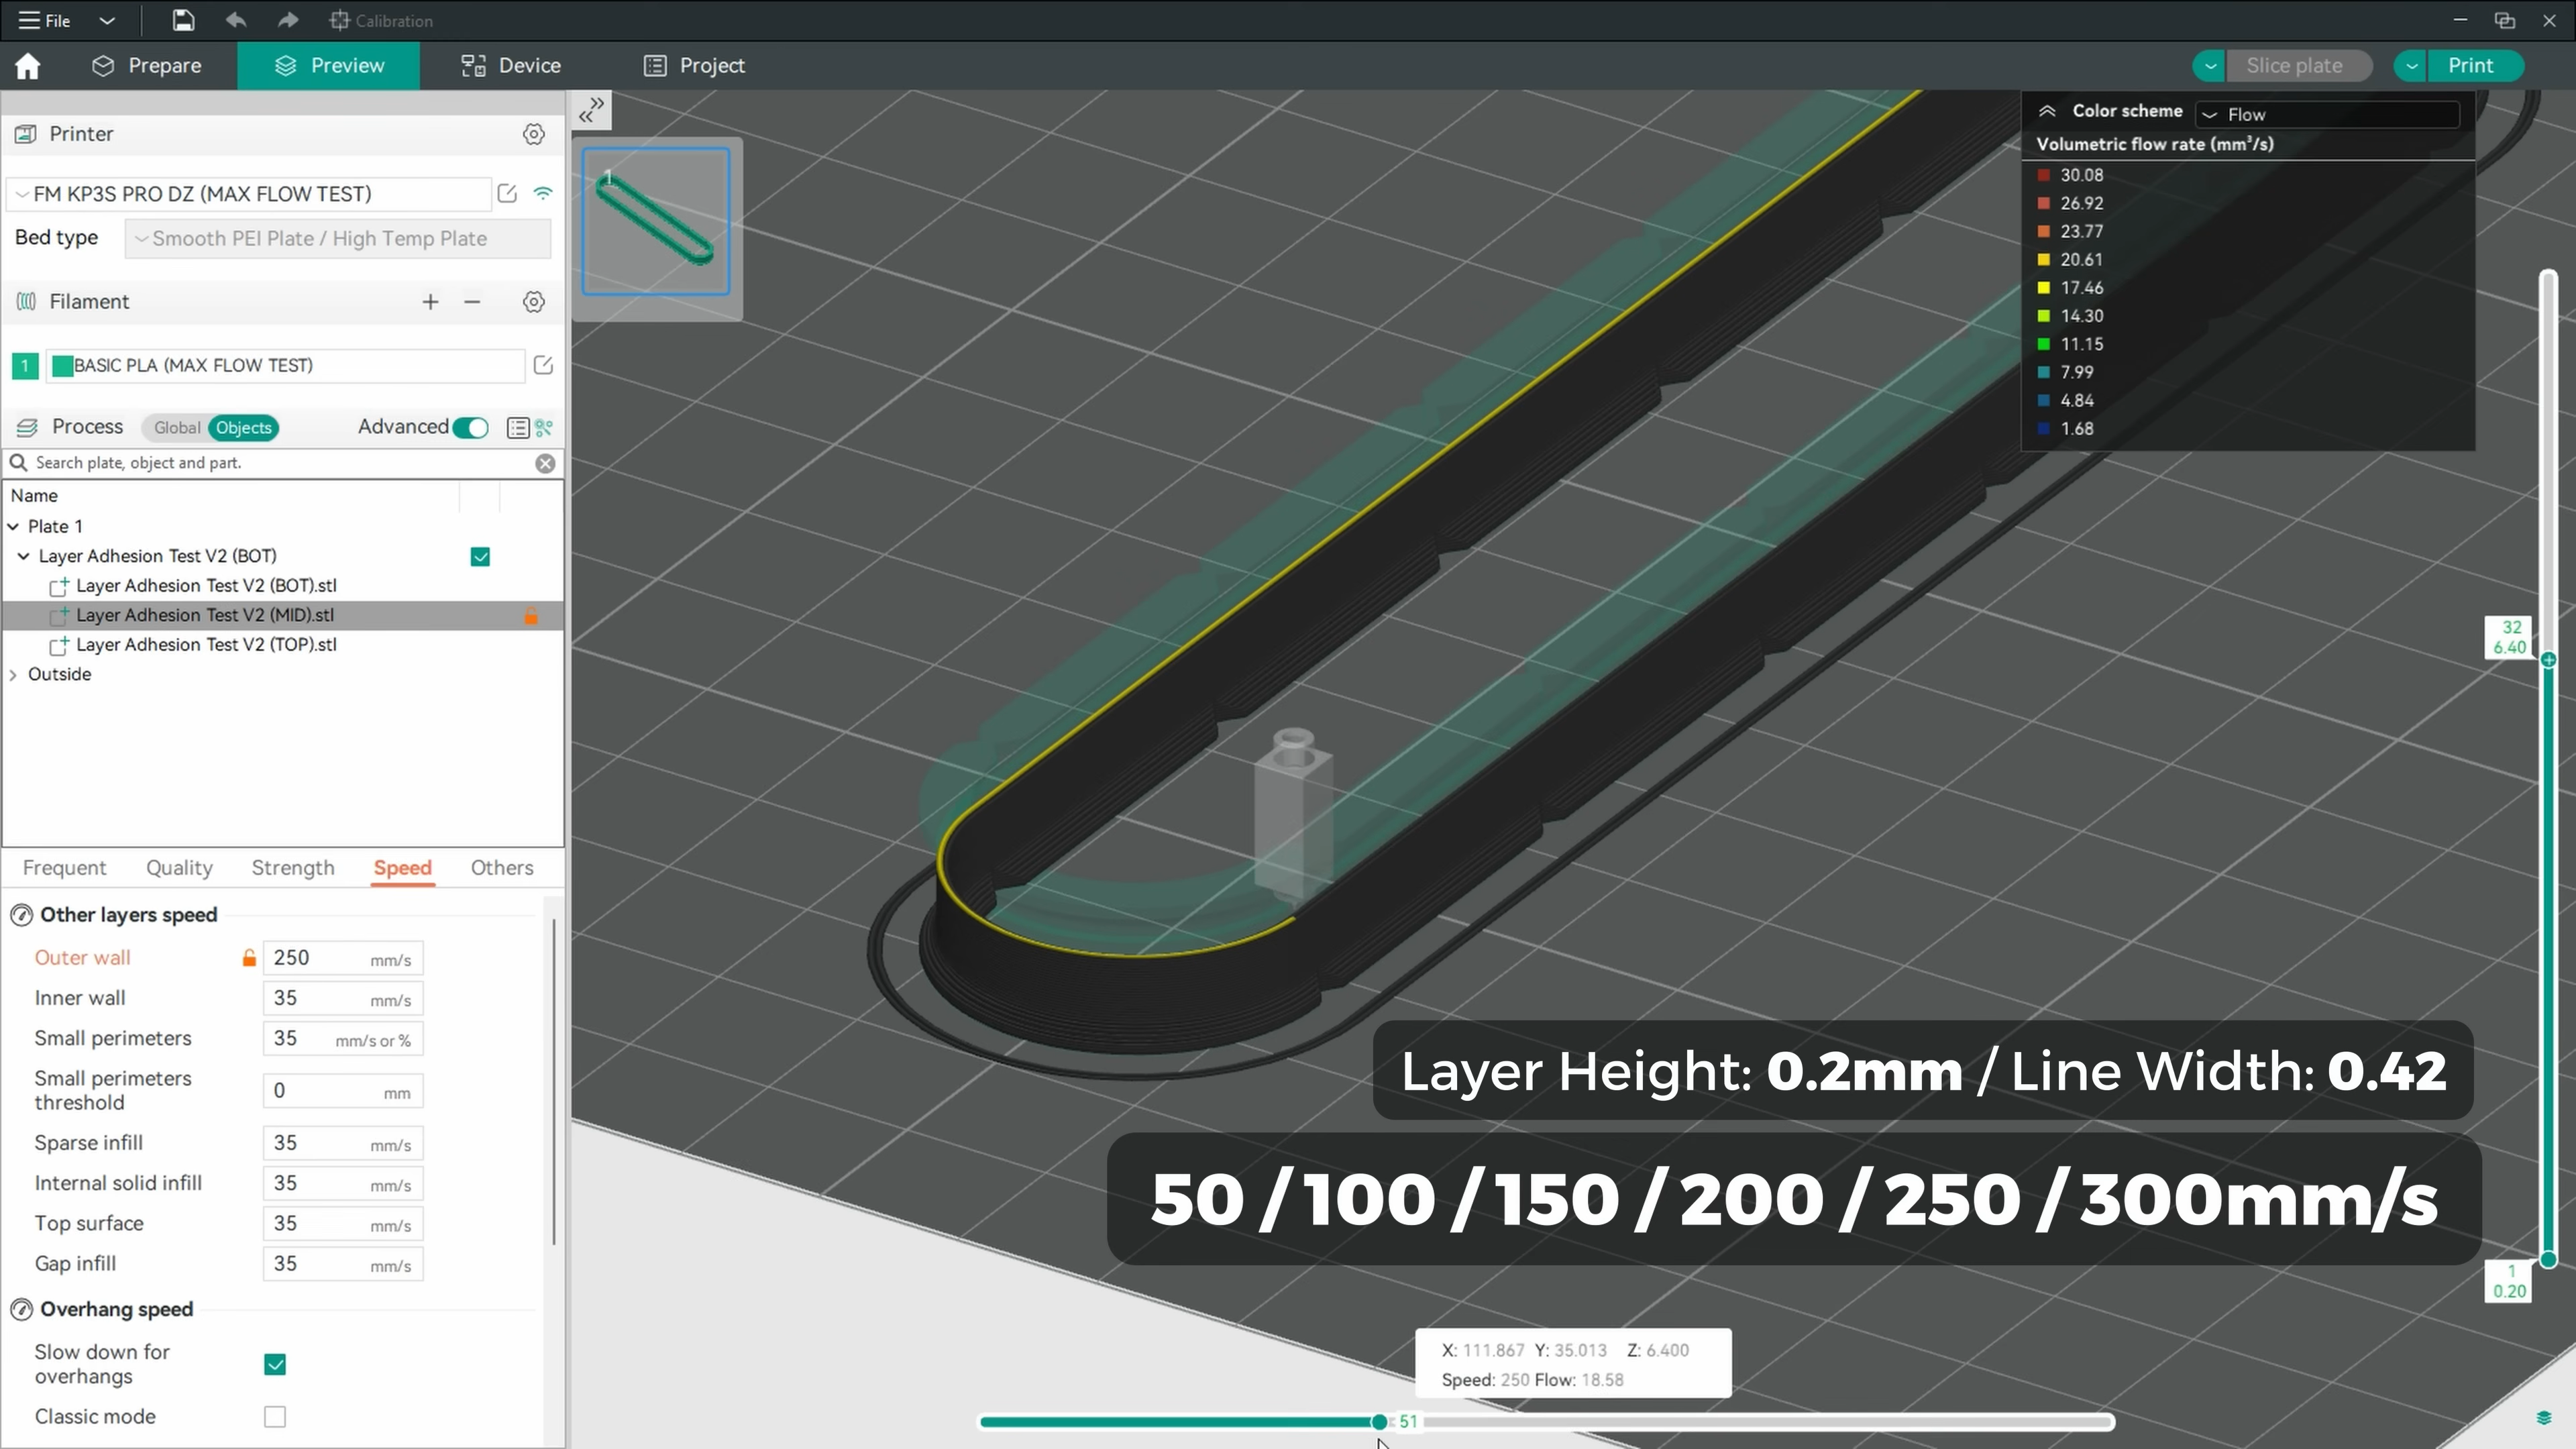 File
Calibration
Prepare
Preview
Device
Project
Slice plate
Print
Printer
FM KP3S PRO DZ (MAX FLOW TEST)
Bed type
Smooth PEI Plate / High Temp Plate
Filament
1
BASIC PLA (MAX FLOW TEST)
Process
Global
Objects
Advanced
Search plate, object and part.
Name
Plate 1
Layer Adhesion Test V2 (BOT)
Layer Adhesion Test V2 (BOT).stl
Layer Adhesion Test V2 (MID).stl
Layer Adhesion Test V2 (TOP).stl
Outside
Frequent
Quality
Strength
Speed
Others
Other layers speed
Outer wall 250 mm/s
Inner wall 35 mm/s
Small perimeters 35 mm/s or %
Small perimeters
threshold 0 mm
Sparse infill 35 mm/s
Internal solid infill 35 mm/s
Top surface 35 mm/s
Gap infill 35 mm/s
Overhang speed
Slow down for
overhangs
Classic mode
1
Color scheme Flow
Volumetric flow rate (mm³/s)
30.08
26.92
23.77
20.61
17.46
14.30
11.15
7.99
4.84
1.68
32
6.40
Layer Height: 0.2mm / Line Width: 0.42
50 / 100 / 150 / 200 / 250 / 300mm/s
1
0.20
X: 111.867 Y: 35.013 Z: 6.400
Speed: 250 Flow: 18.58
51